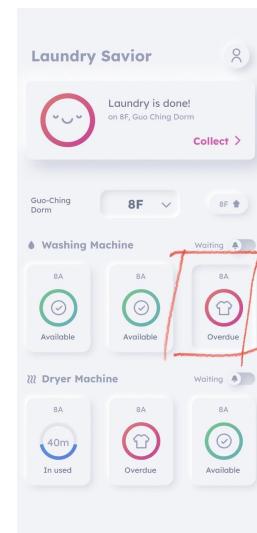 Laundry Savior
Laundry is done!
on 8F, Guo Ching Dorm
Collect >
Guo-Ching
Dorm
8F
8F
Washing Machine
Waiting
8A
8A
8A
Available
Available
Overdue
Dryer Machine
Waiting
8A
8A
8A
40m
In used
Overdue
Available